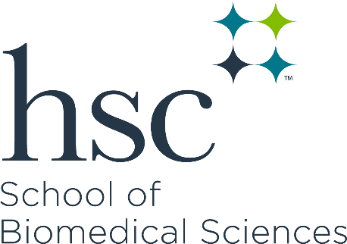 hsc
™
School of
Biomedical Sciences